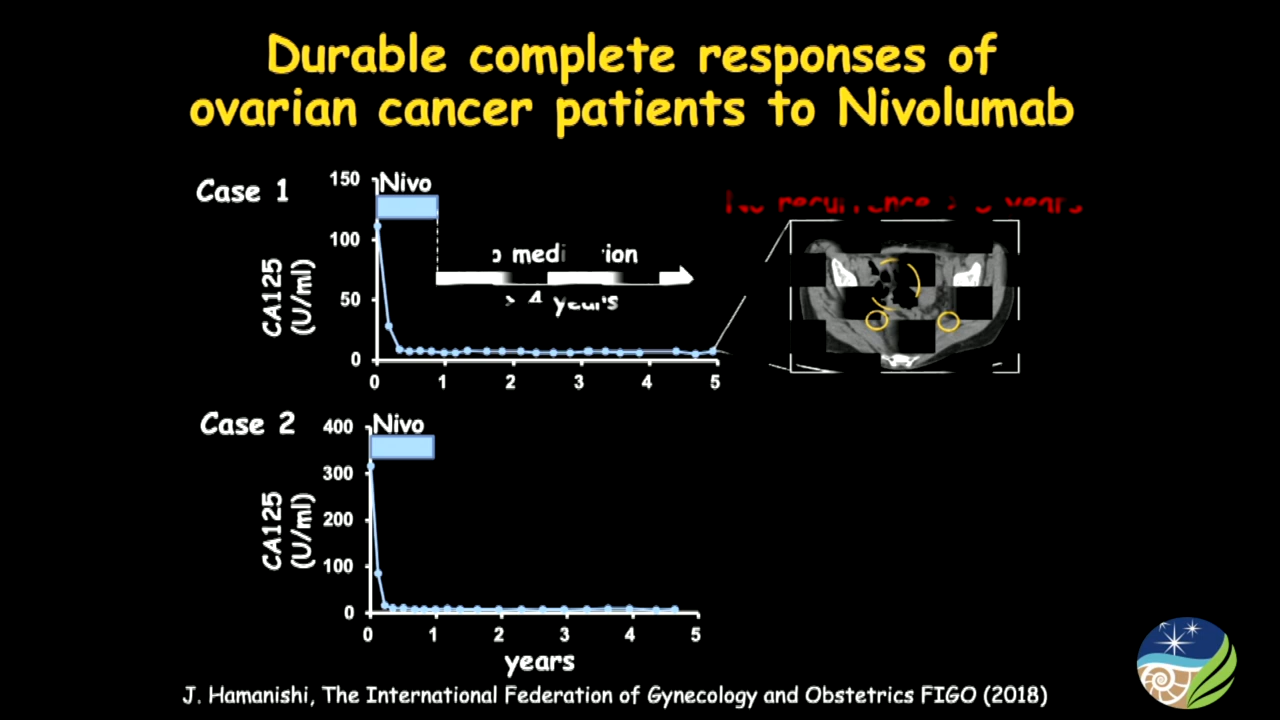 Durable complete responses of
ovarian cancer patients to Nivolumab
Case 1
150
Nivo
100
50
0
CA125
(U/ml)
> 4 years
0 1 2 3 4 5
Case 2
400
Nivo
300
200
100
0
CA125
(U/ml)
0 1 2 3 4 5
years
J. Hamanishi, The International Federation of Gynecology and Obstetrics FIGO (2018)